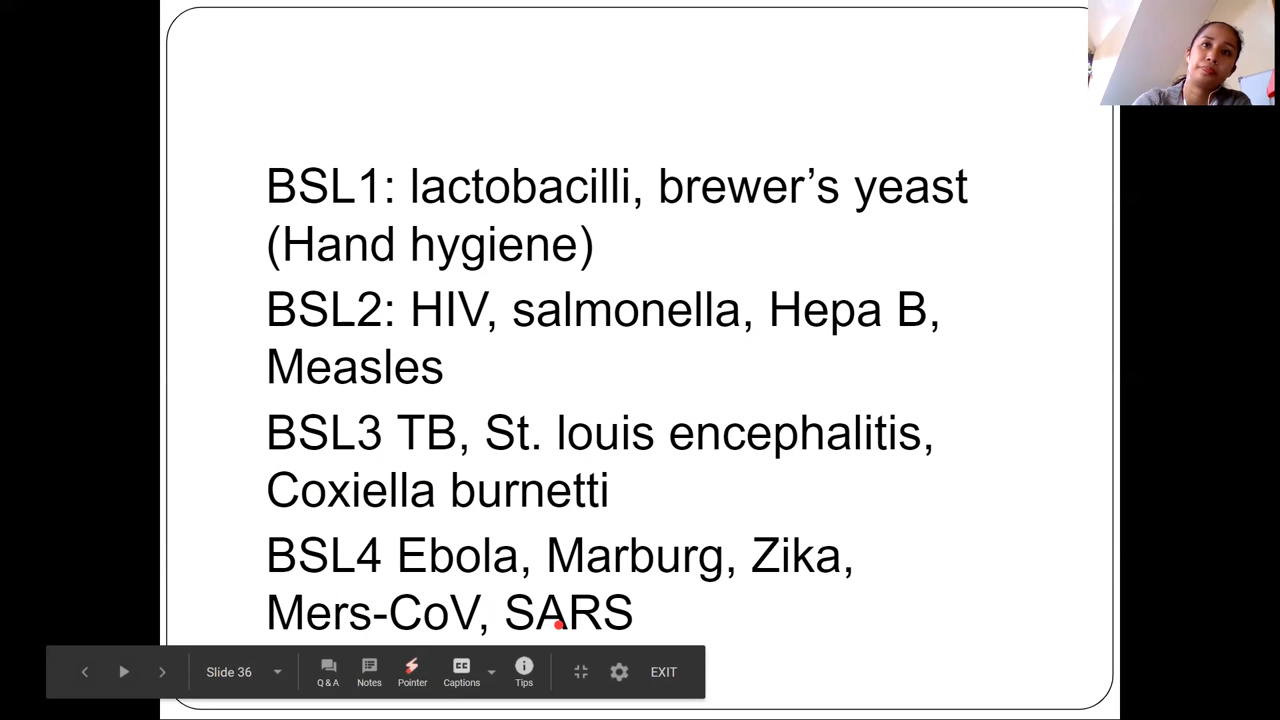 BSL1: lactobacilli, brewer’s yeast
(Hand hygiene)
BSL2: HIV, salmonella, Hepa B,
Measles
BSL3 TB, St. louis encephalitis,
Coxiella burnetti
BSL4 Ebola, Marburg, Zika,
Mers-CoV, SARS
Slide 36
Q & A
Notes
Pointer
CC
Captions
Tips
EXIT